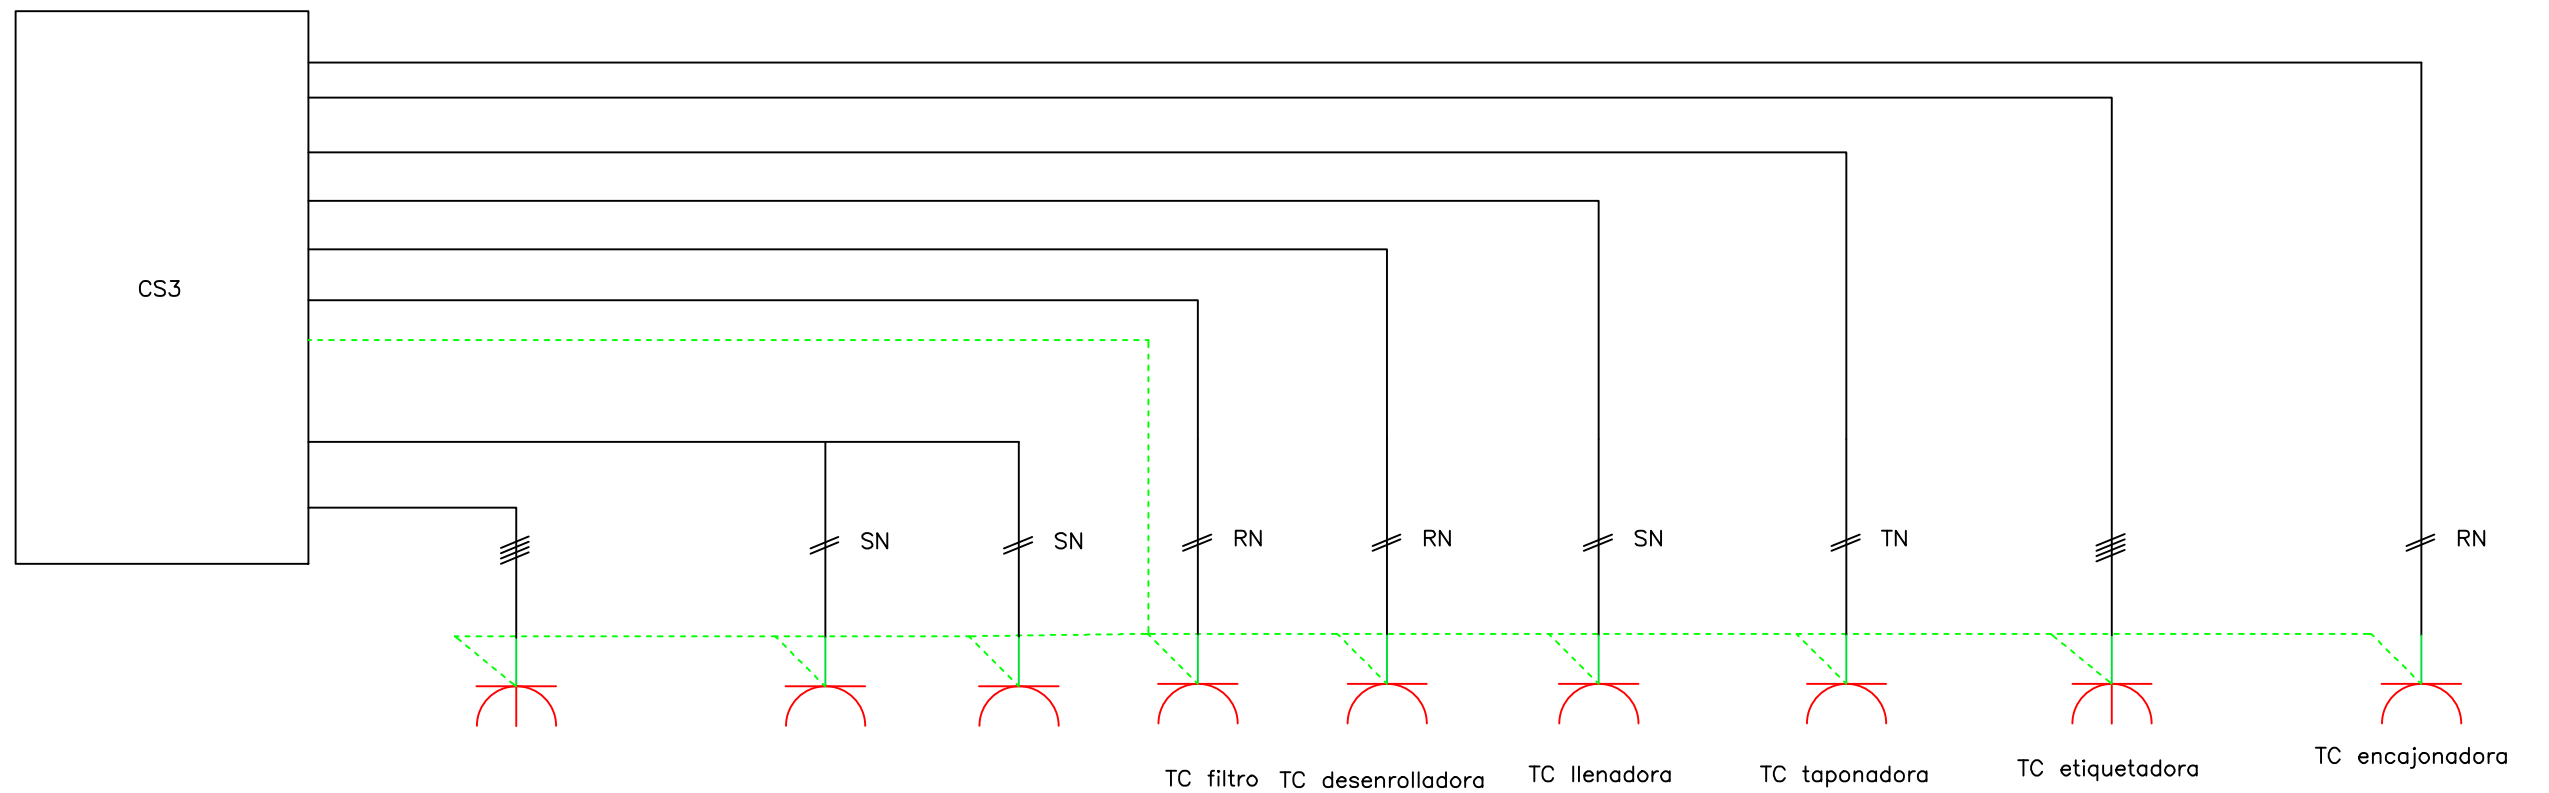 CS3
SN
SN
RN
RN
SN
TN
RN
TC filtro
TC desenrolladora
TC llenadora
TC taponadora
TC etiquetadora
TC encajonadora